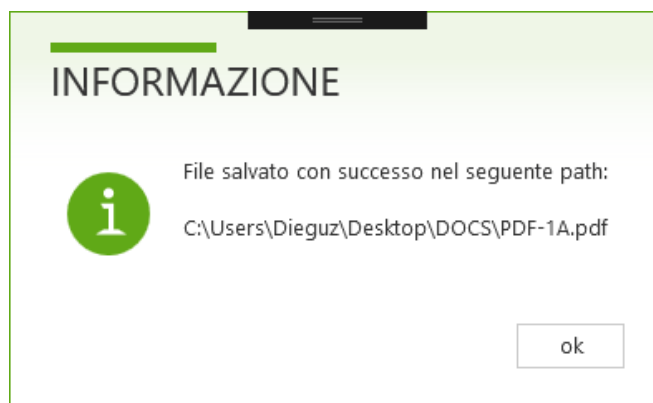 INFORMAZIONE
File salvato con successo nel seguente path:
C:\Users\Dieguz\Desktop\DOCS\PDF-1A.pdf
ok